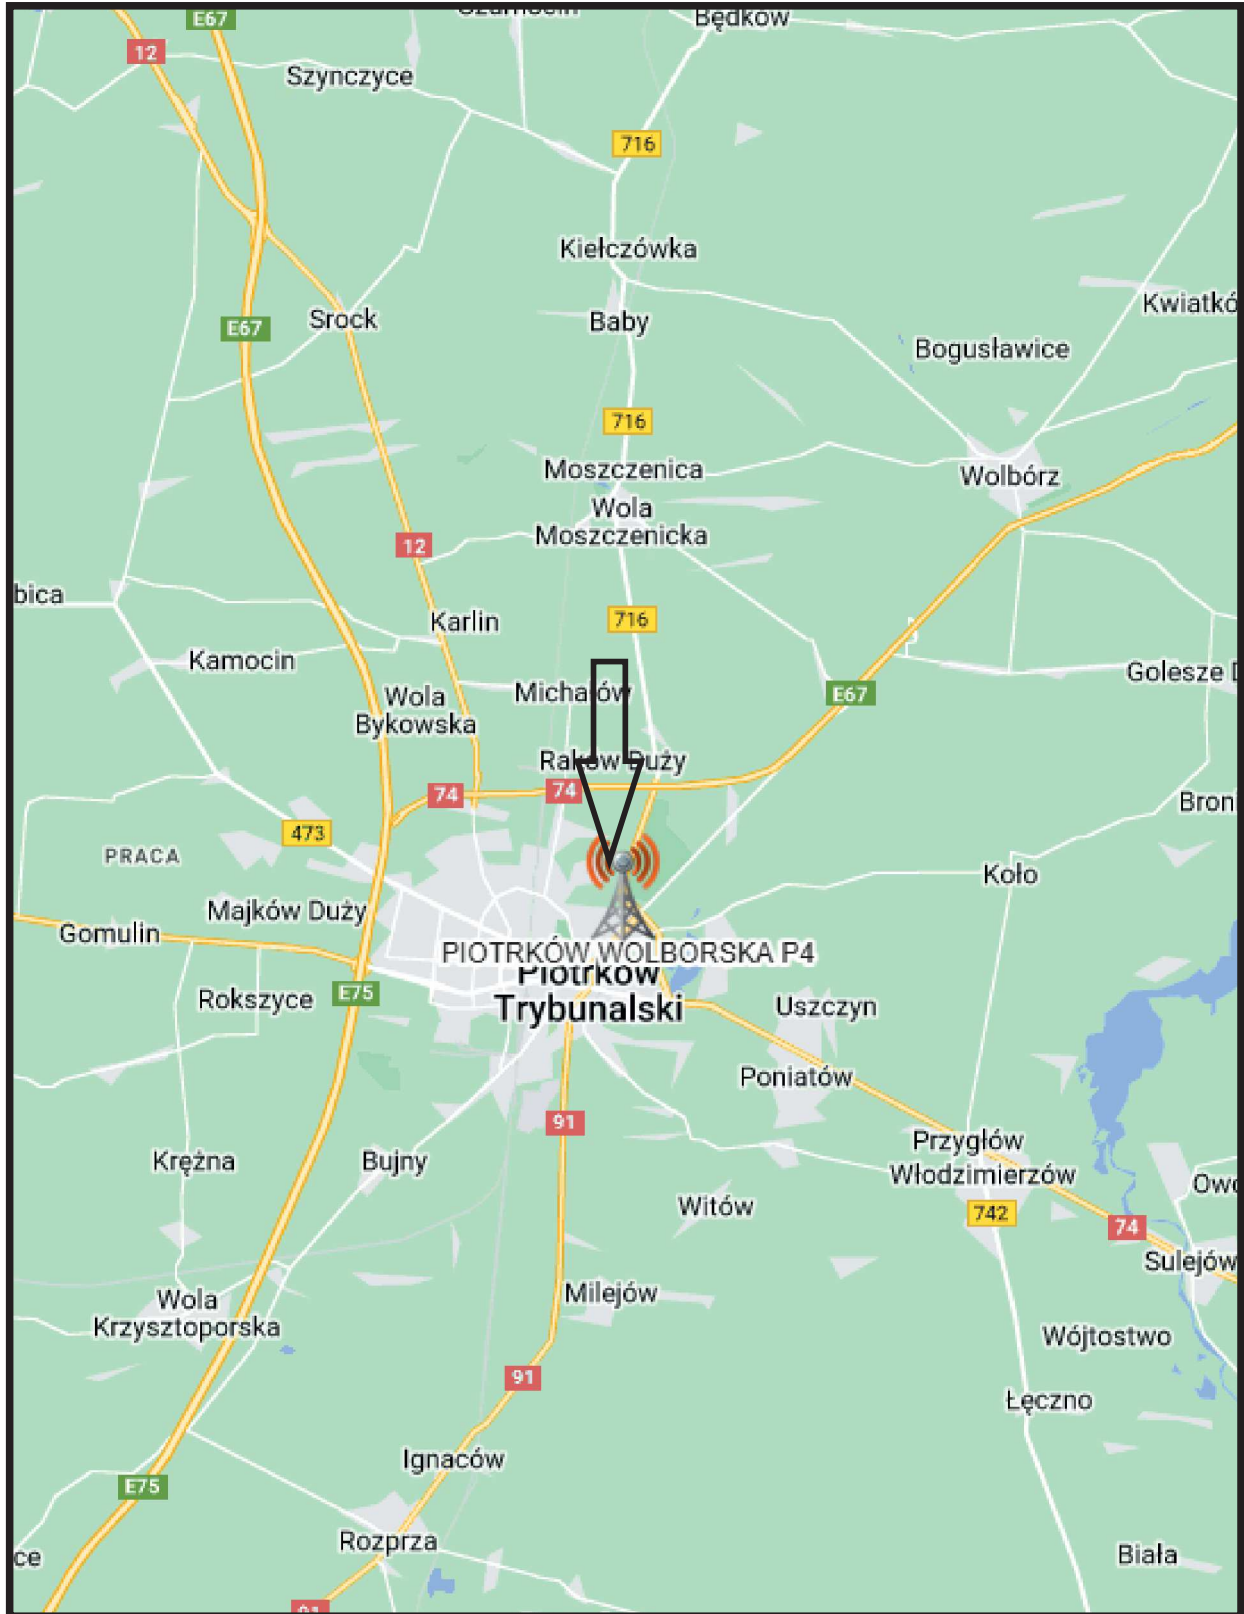 E67
Będków
12
Szynczyce
716
Kiełczówka
Kwiatkó
E67
Srock
Baby
Bogusławice
716
Moszczenica
Wolbórz
Wola
Moszczenicka
12
bica
716
Karlin
Kamocin
Golesze D
Michałów
E67
Wola
Bykowska
Raków Duży
74
74
Bron
473
PRACA
Koło
Majków Duży
Gomulin
PIOTRKÓW WOLBORSKA P4
Piotrków
Trybunalski
Rokszyce
E75
Uszczyn
Poniatów
91
Przygłów
Krężna
Bujny
Włodzimierzów
Owc
Witów
742
74
Sulejów
Milejów
Wola
Krzysztoporska
Wójtostwo
91
Łęczno
Ignaców
E75
Rozprza
Biała
ce
91